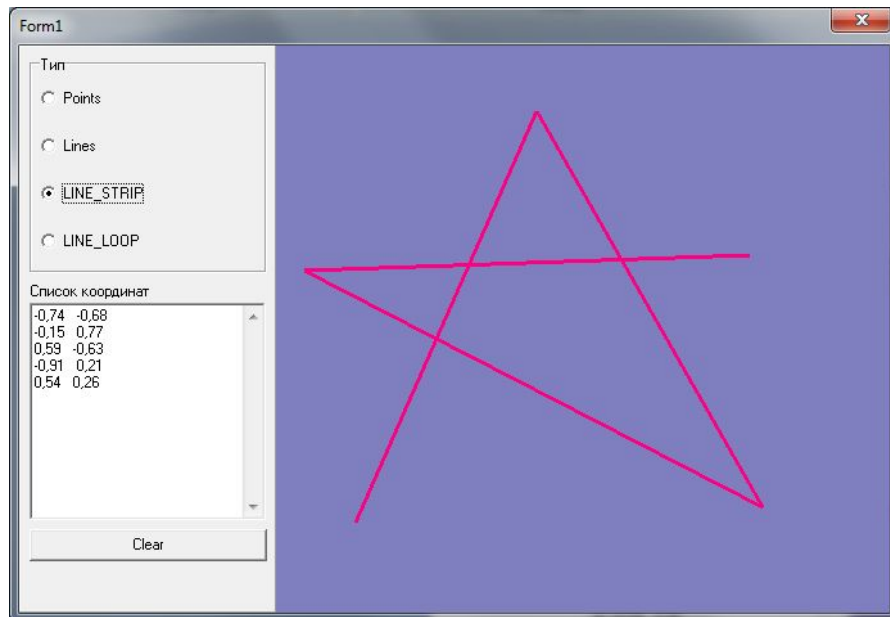 Form1
Тип
Points
Lines
LINE_STRIP
LINE_LOOP
Список координат
-0,74 -0,68
-0,15 0,77
0,59 -0,63
-0,91 0,21
0,54 0,26
Clear